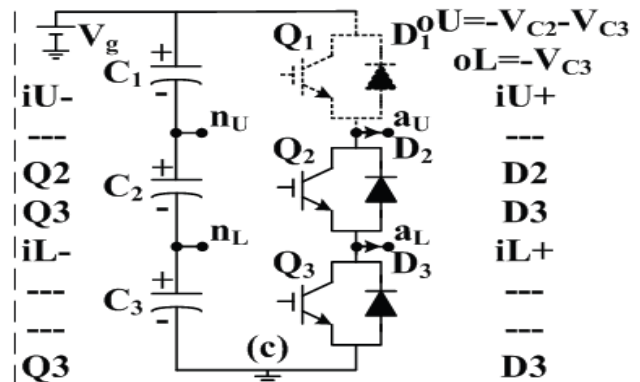 Vg
Q1
D1
oU=-VC2-VC3
oL=-VC3
+
C1
-
iU-
iU+
nU
aU
---
---
Q2
D2
Q2
D2
+
C2
-
Q3
D3
iL-
iL+
nL
aL
Q3
D3
---
---
+
C3
-
---
---
(c)
Q3
D3